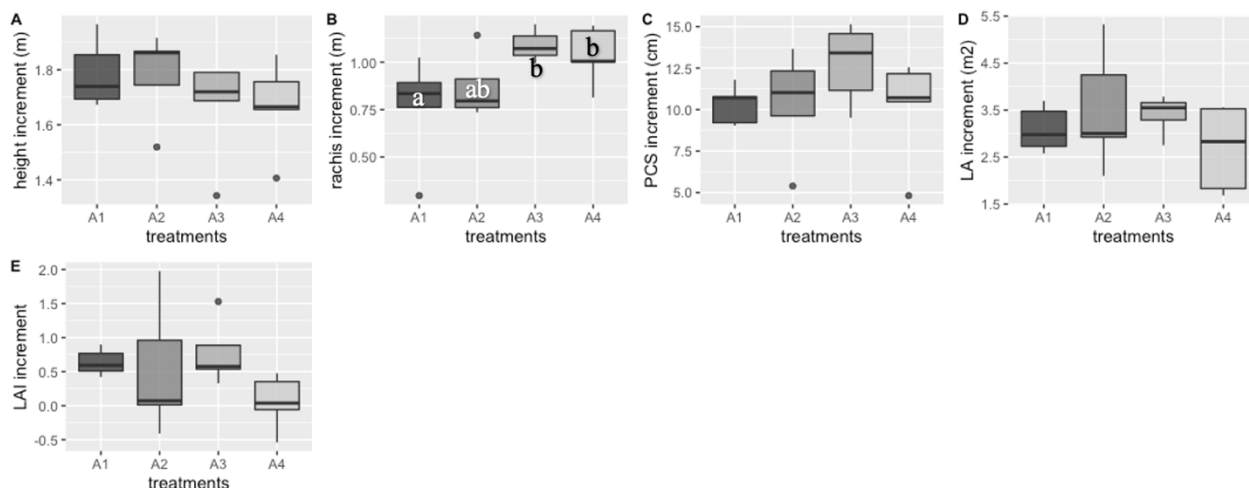 A
height increment (m)
1.8
1.6
1.4
A1 A2 A3 A4
treatments
B
rachis increment (m)
1.00
0.75
0.50
a ab b b
A1 A2 A3 A4
treatments
C
PCS increment (cm)
15.0
12.5
10.0
7.5
5.0
A1 A2 A3 A4
treatments
D
LA increment (m2)
5.5
4.5
3.5
2.5
1.5
A1 A2 A3 A4
treatments
E
LAI increment
2.0
1.5
1.0
0.5
0.0
-0.5
A1 A2 A3 A4
treatments